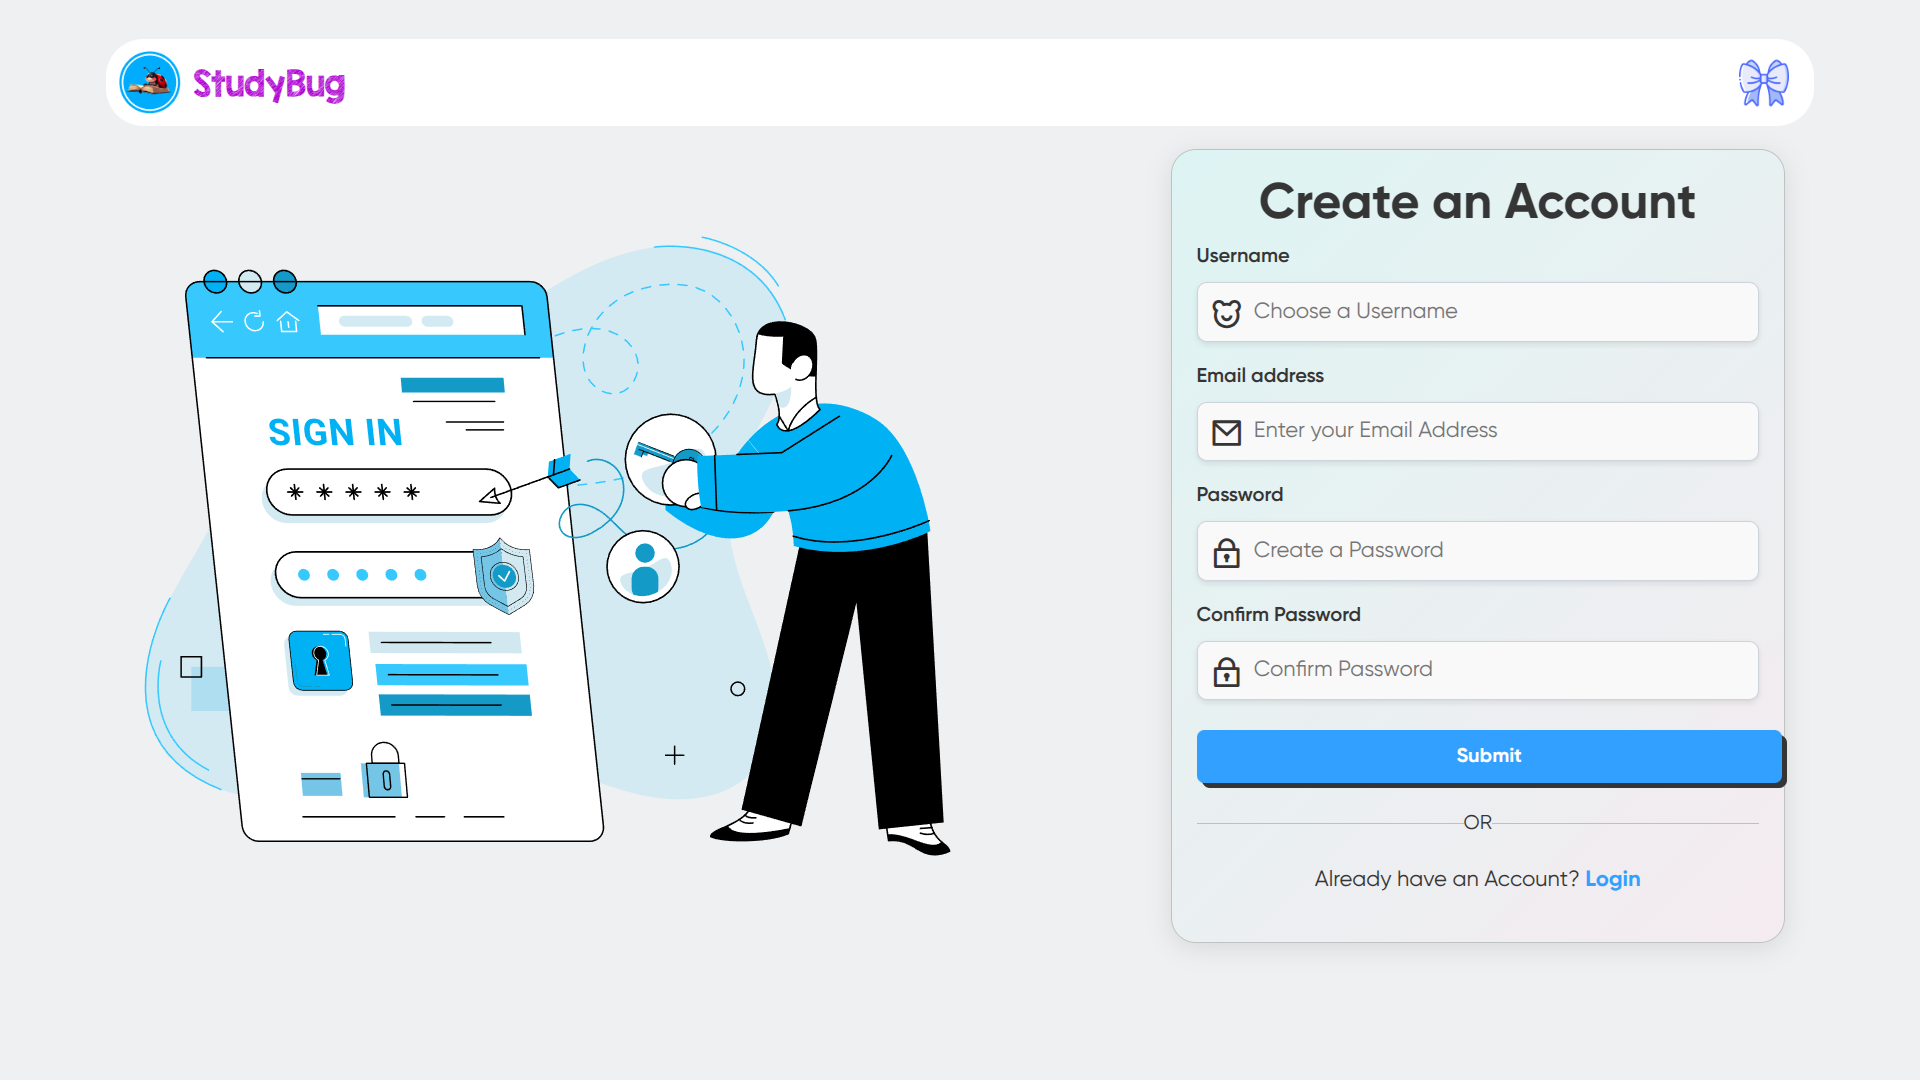 StudyBug
Create an Account
Username
Choose a Username
Email address
Enter your Email Address
Password
Create a Password
Confirm Password
Confirm Password
Submit
OR
Already have an Account? Login
SIGN IN
*****